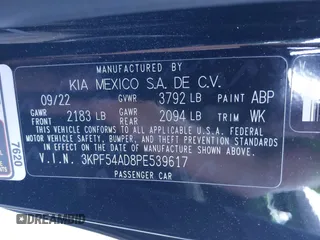 MANUFACTURED BY
KIA MEXICO S.A. DE C.V.
09/22 GVWR 3792 LB PAINT ABP
GAWR FRONT 2183 LB GAWR REAR 2094 LB TRIM WK
THIS VEHICLE CONFORMS TO ALL APPLICABLE U.S.A. FEDERAL
MOTOR VEHICLE SAFETY, BUMPER, AND THEFT PREVENTION
STANDARDS IN EFFECT ON THE DATE OF MANUFACTURE SHOWN ABOVE.
V.I.N. 3KPF54AD8PE539617
PASSENGER CAR
7620
DREAMBID